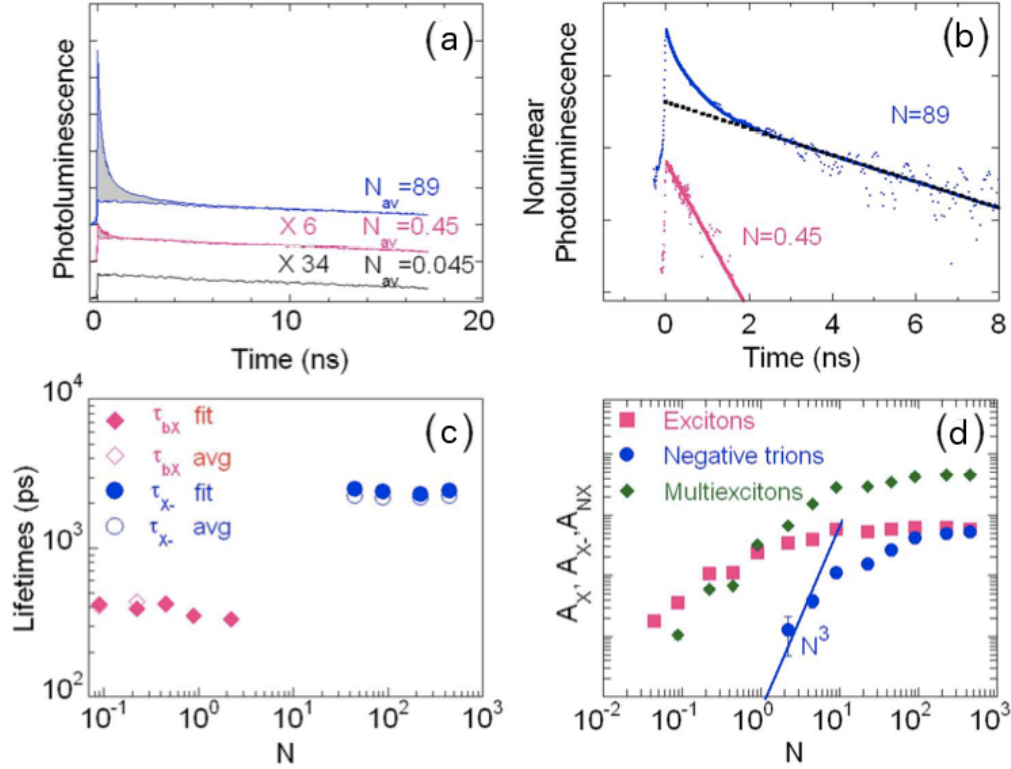 (a)
Photoluminescence
N_av=89
X 6 N_av=0.45
X 34 N_av=0.045
0 10 20
Time (ns)
(b)
Nonlinear
Photoluminescence
N=89
N=0.45
0 2 4 6 8
Time (ns)
(c)
Lifetimes (ps)
10^4
10^3
10^2
τ_bX fit
τ_bX avg
τ_X- fit
τ_X- avg
10^-1 10^0 10^1 10^2 10^3
N
(d)
A_X, A_X-, A_NX
Excitons
Negative trions
Multiexcitons
N^3
10^-2 10^-1 10^0 10^1 10^2 10^3
N